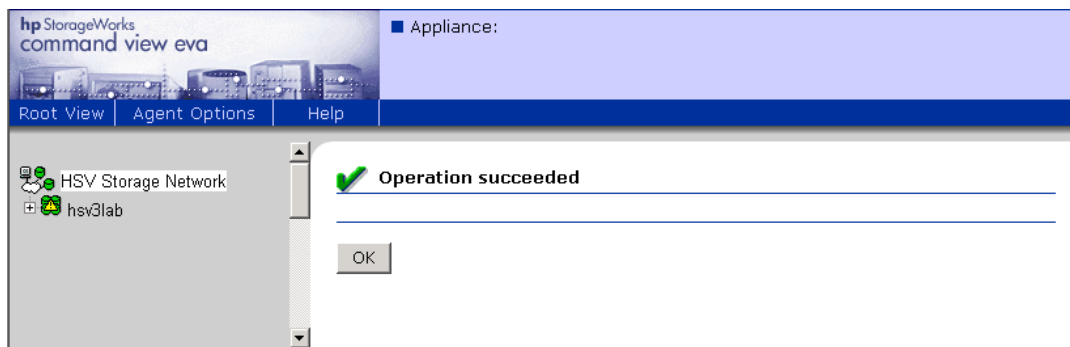 hp StorageWorks
command view eva
Appliance:
Root View Agent Options Help
HSV Storage Network
hsv3lab
Operation succeeded
OK